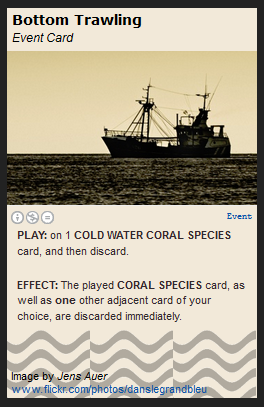 Bottom Trawling
Event Card
Event
PLAY: on 1 COLD WATER CORAL SPECIES
card, and then discard.
EFFECT: The played CORAL SPECIES card, as
well as one other adjacent card of your
choice, are discarded immediately.
Image by Jens Auer
www.flickr.com/photos/danslegrandbleu